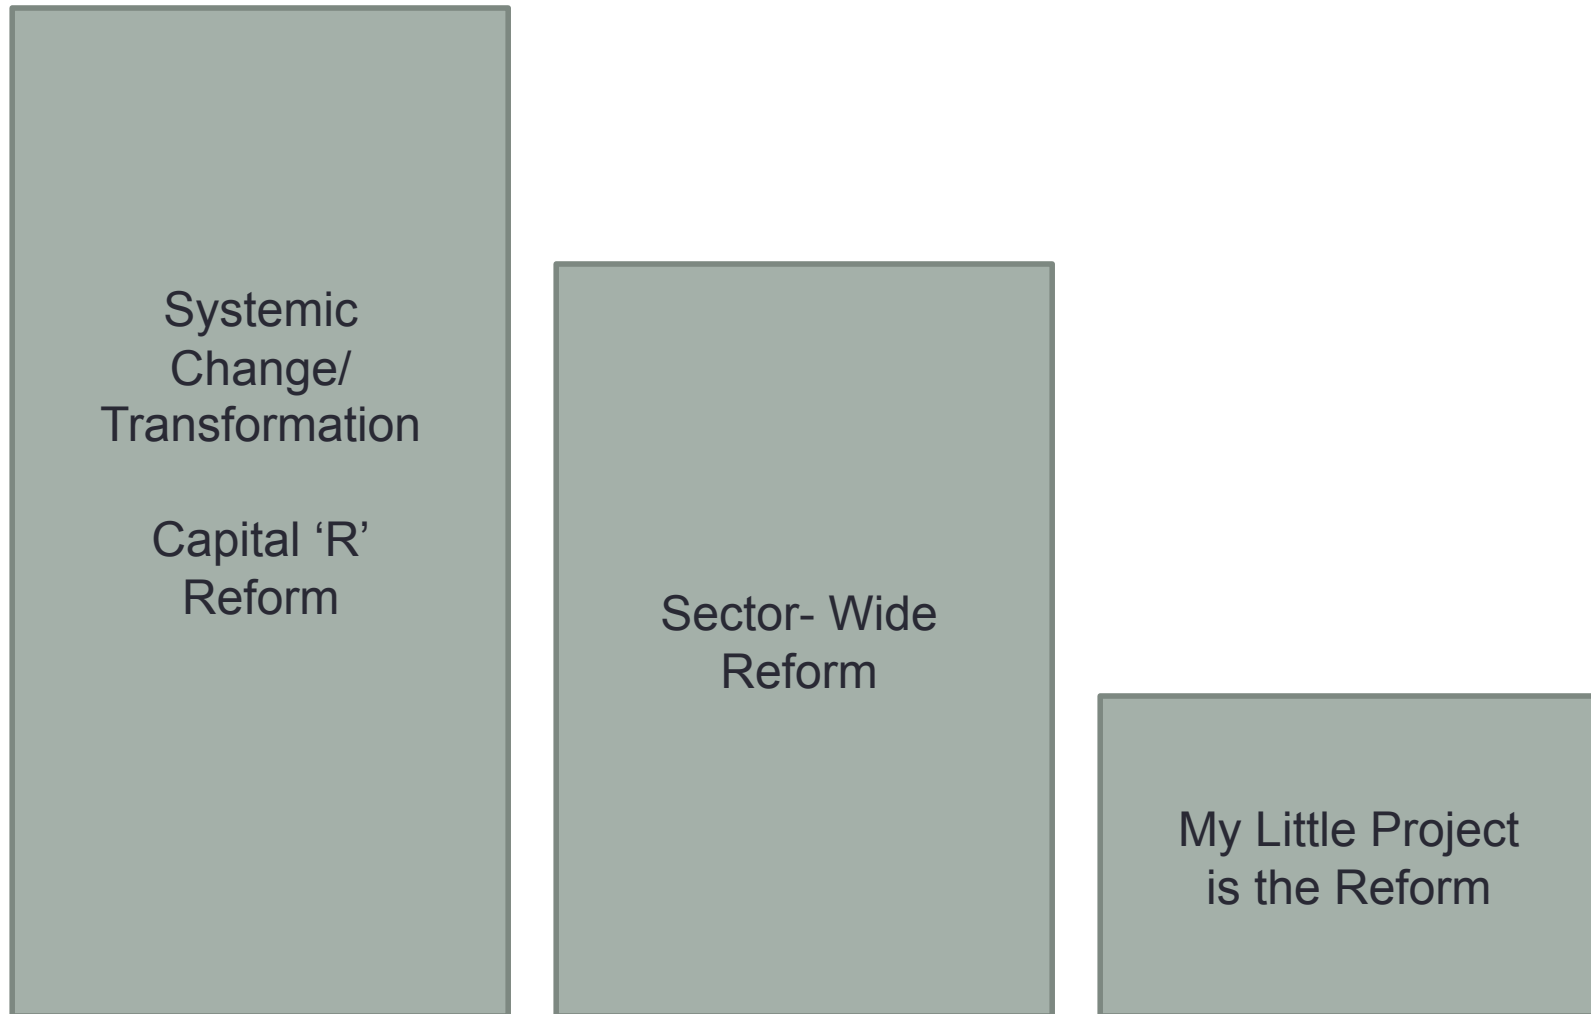 Systemic
Change/
Transformation
Capital ‘R’
Reform
Sector- Wide
Reform
My Little Project
is the Reform